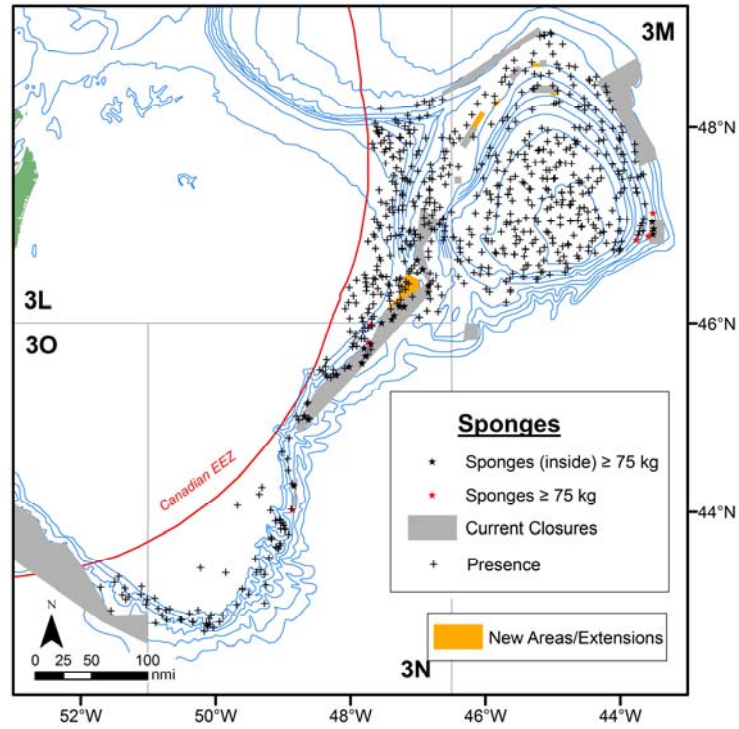 3M
48°N
3L
3O
46°N
Canadian EEZ
44°N
Sponges
Sponges (inside) ≥ 75 kg
Sponges ≥ 75 kg
Current Closures
Presence
New Areas/Extensions
N
0 25 50 100
nmi
3N
52°W 50°W 48°W 46°W 44°W